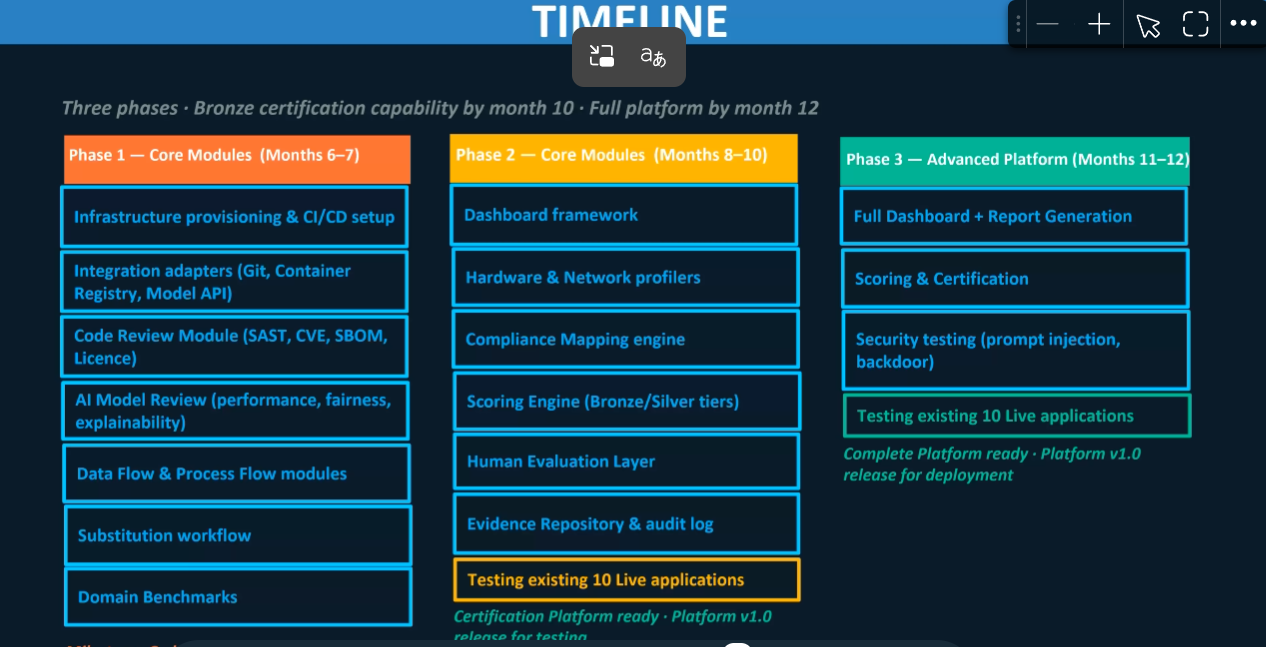 TIMELINE
Three phases · Bronze certification capability by month 10 · Full platform by month 12
Phase 1 — Core Modules (Months 6–7)
Infrastructure provisioning & CI/CD setup
Integration adapters (Git, Container
Registry, Model API)
Code Review Module (SAST, CVE, SBOM,
Licence)
AI Model Review (performance, fairness,
explainability)
Data Flow & Process Flow modules
Substitution workflow
Domain Benchmarks
Phase 2 — Core Modules (Months 8–10)
Dashboard framework
Hardware & Network profilers
Compliance Mapping engine
Scoring Engine (Bronze/Silver tiers)
Human Evaluation Layer
Evidence Repository & audit log
Testing existing 10 Live applications
Certification Platform ready · Platform v1.0
release for testing
Phase 3 — Advanced Platform (Months 11–12)
Full Dashboard + Report Generation
Scoring & Certification
Security testing (prompt injection,
backdoor)
Testing existing 10 Live applications
Complete Platform ready · Platform v1.0
release for deployment